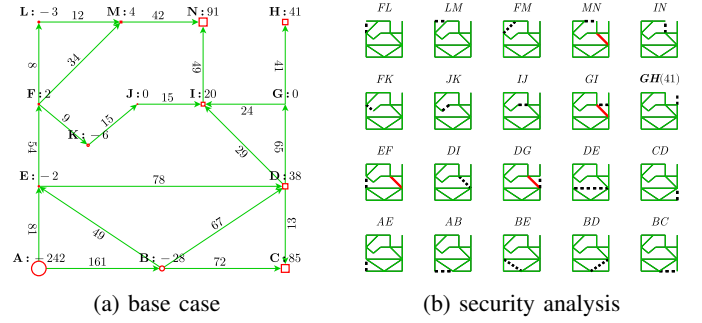 L: −3
12
M: 4
42
N: 91
H: 41
8
34
49
41
F: 2
J: 0
15
I: 20
G: 0
9
K: −6
15
24
54
29
65
E: −2
78
D: 38
81
49
67
13
A: −242
161
B: −28
72
C: 85
(a) base case
FL
LM
FM
MN
IN
FK
JK
IJ
GI
GH(41)
EF
DI
DG
DE
CD
AE
AB
BE
BD
BC
(b) security analysis